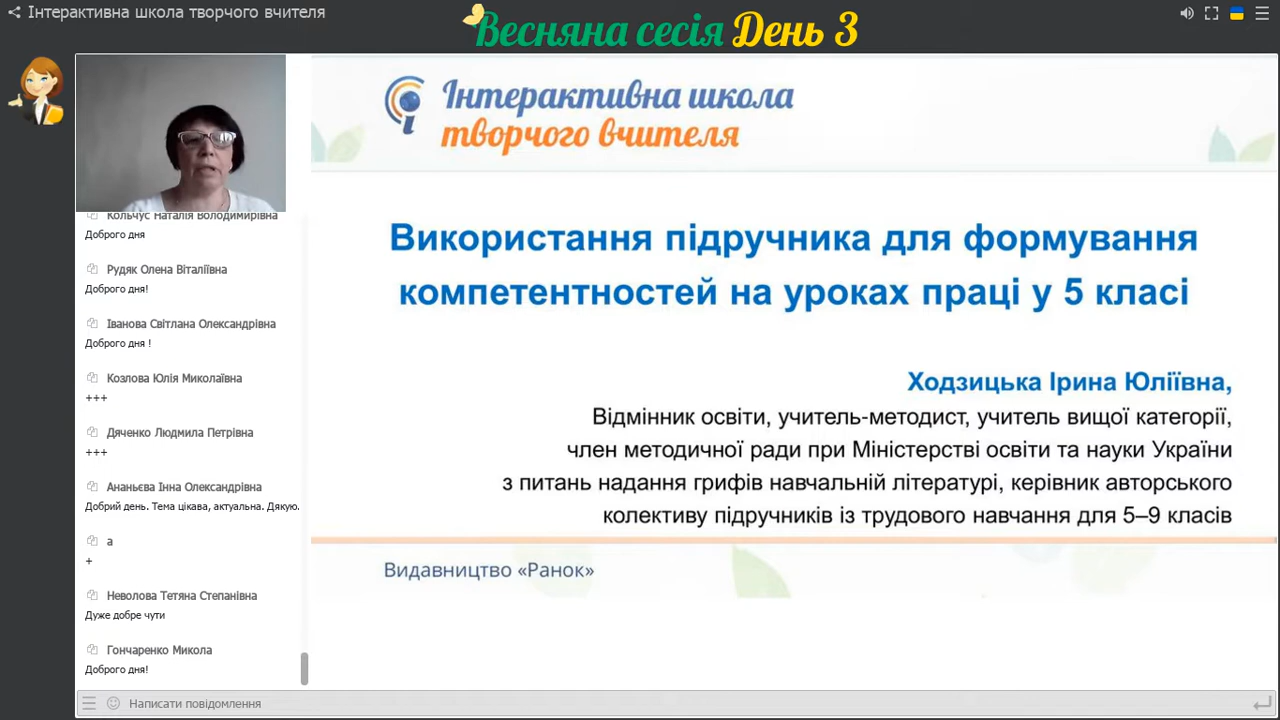 Інтерактивна школа творчого вчителя
Весняна сесія День 3
Кольчус Наталія Володимирівна
Доброго дня
Рудяк Олена Віталіївна
Доброго дня!
Іванова Світлана Олександрівна
Доброго дня !
Козлова Юлія Миколаївна
+++
Дяченко Людмила Петрівна
+++
Ананьєва Інна Олександрівна
Добрий день. Тема цікава, актуальна. Дякую.
а
+
Неволова Тетяна Степанівна
Дуже добре чути
Гончаренко Микола
Доброго дня!
Написати повідомлення
Інтерактивна школа
творчого вчителя
Використання підручника для формування
компетентностей на уроках праці у 5 класі
Ходзицька Ірина Юліївна,
Відмінник освіти, учитель-методист, учитель вищої категорії,
член методичної ради при Міністерстві освіти та науки України
з питань надання грифів навчальній літературі, керівник авторського
колективу підручників із трудового навчання для 5–9 класів
Видавництво «Ранок»